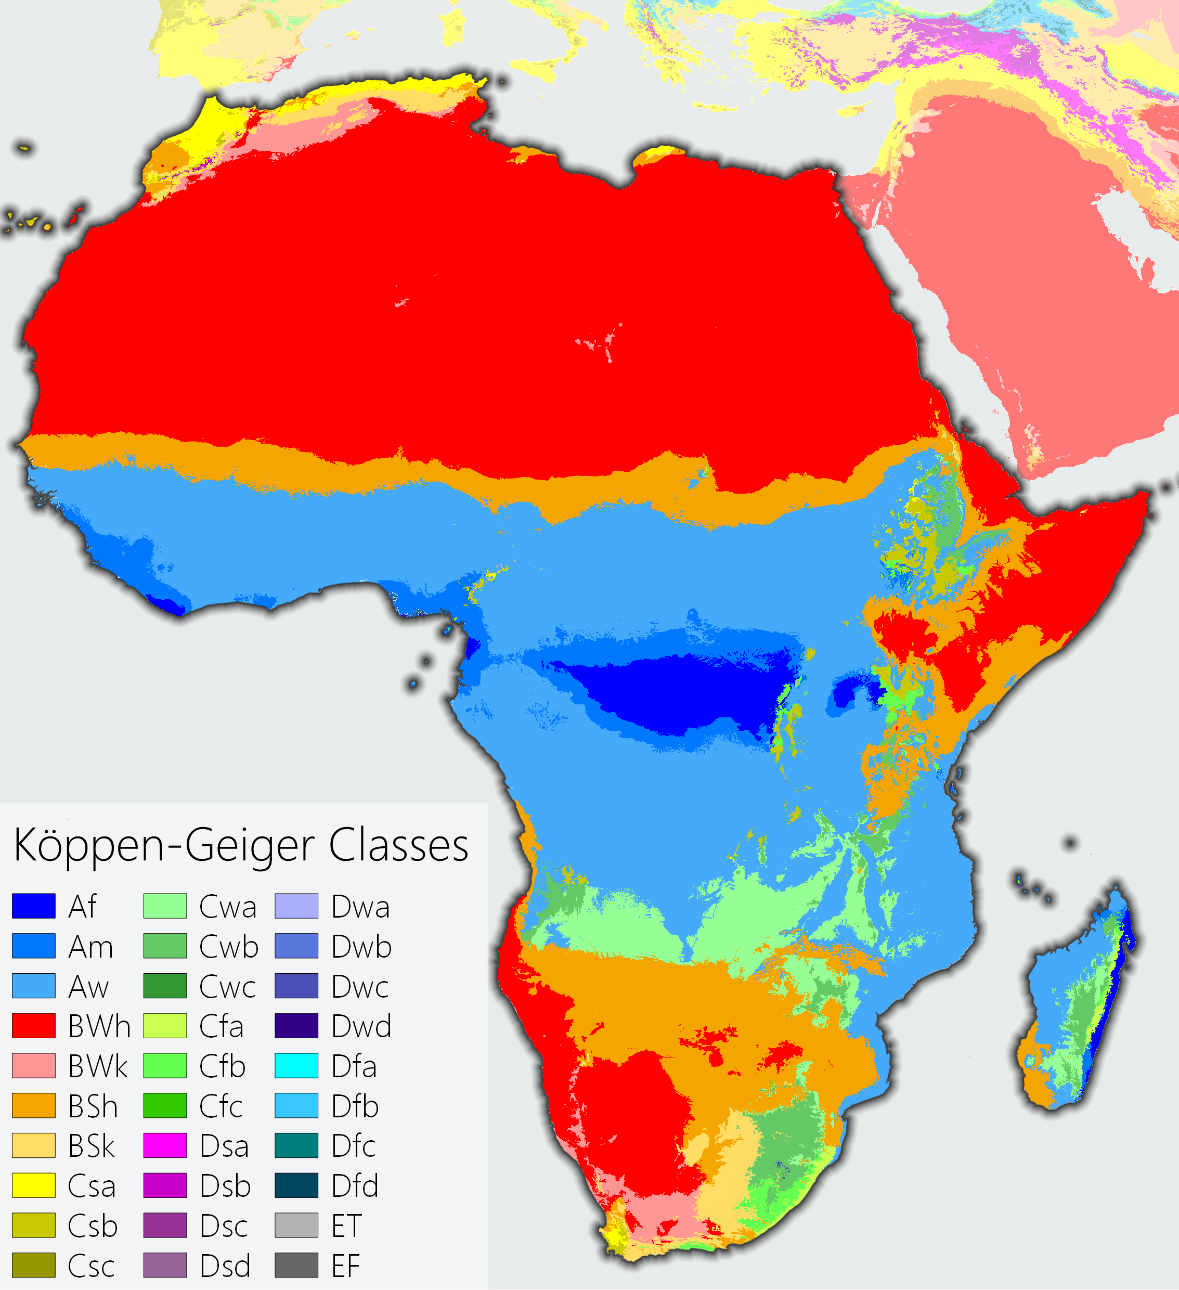 Köppen-Geiger Classes
Af Cwa Dwa
Am Cwb Dwb
Aw Cwc Dwc
BWh Cfa Dwd
BWk Cfb Dfa
BSh Cfc Dfb
BSk Dsa Dfc
Csa Dsb Dfd
Csb Dsc ET
Csc Dsd EF